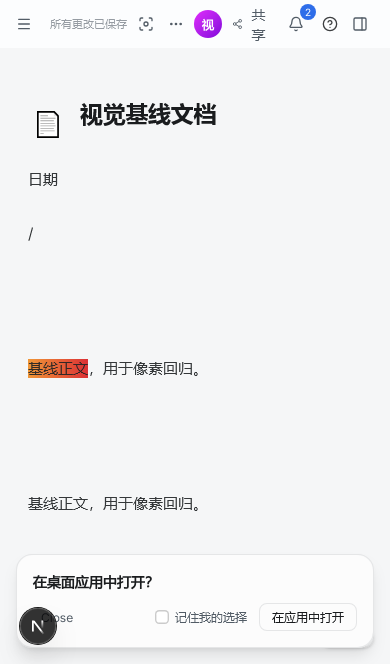 所有更改已保存
视
共
享
2
视觉基线文档
日期
/
基线正文，用于像素回归。
基线正文，用于像素回归。
在桌面应用中打开？
N
记住我的选择
在应用中打开